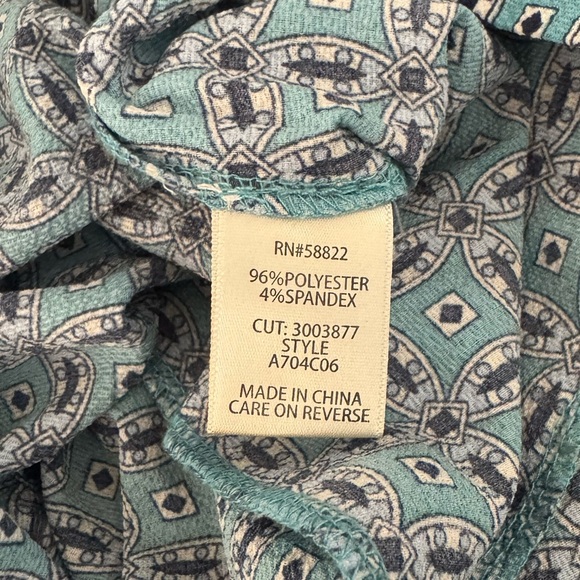 RN#58822
96%POLYESTER
4%SPANDEX
CUT: 3003877
STYLE
A704C06
MADE IN CHINA
CARE ON REVERSE